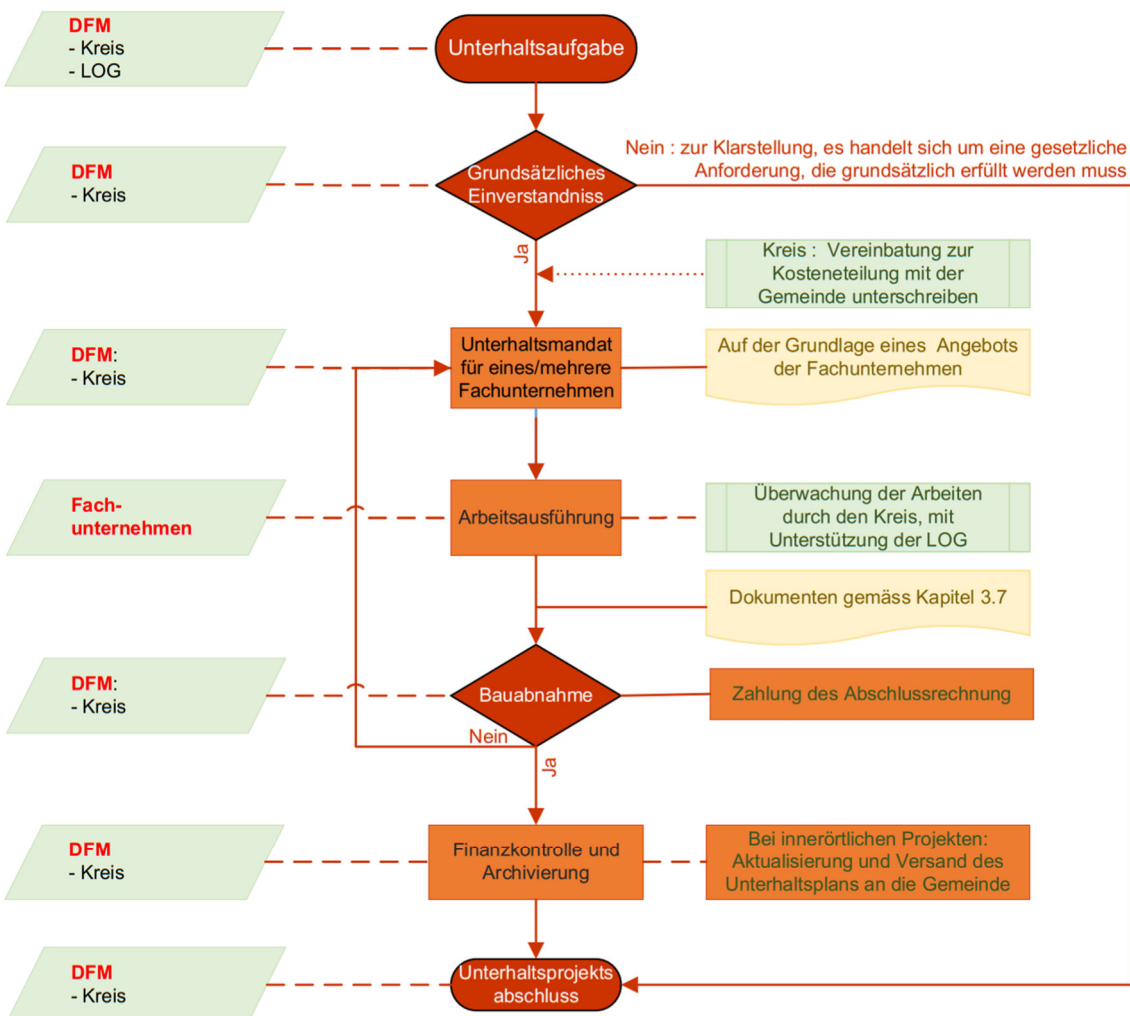 DFM
- Kreis
- LOG
Unterhaltsaufgabe
DFM
- Kreis
Grundsätzliches
Einverstandniss
Nein : zur Klarstellung, es handelt sich um eine gesetzliche
Anforderung, die grundsätzlich erfüllt werden muss
Ja
Kreis :  Vereinbatung zur
Kosteneteilung mit der
Gemeinde unterschreiben
DFM:
- Kreis
Unterhaltsmandat
für eines/mehrere
Fachunternehmen
Auf der Grundlage eines  Angebots
der Fachunternehmen
Fach-
unternehmen
Arbeitsausführung
Überwachung der Arbeiten
durch den Kreis, mit
Unterstützung der LOG
Dokumenten gemäss Kapitel 3.7
DFM:
- Kreis
Bauabnahme
Zahlung des Abschlussrechnung
Nein
Ja
DFM
- Kreis
Finanzkontrolle und
Archivierung
Bei innerörtlichen Projekten:
Aktualisierung und Versand des
Unterhaltsplans an die Gemeinde
DFM
- Kreis
Unterhaltsprojekts
abschluss